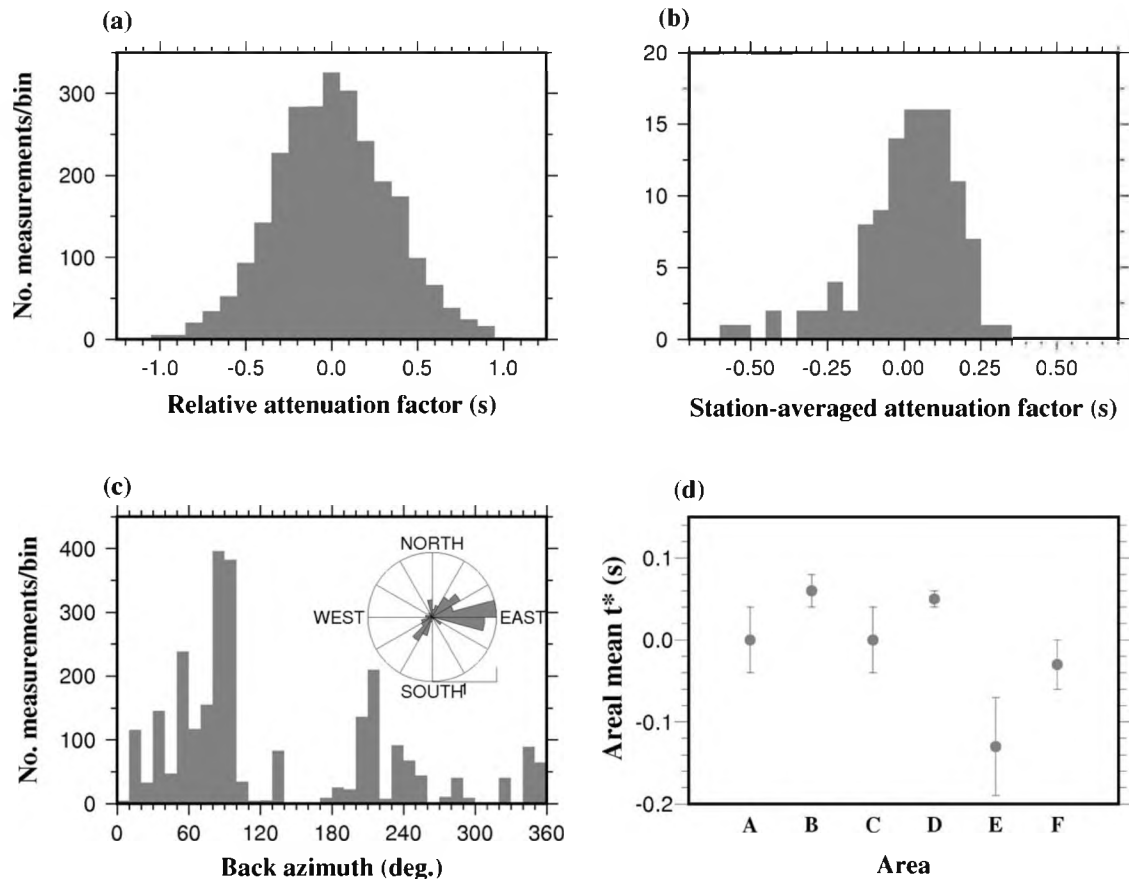 (a)
No. measurements/bin
300
200
100
0
-1.0 -0.5 0.0 0.5 1.0
Relative attenuation factor (s)
(b)
20
15
10
5
0
-0.50 -0.25 0.00 0.25 0.50
Station-averaged attenuation factor (s)
(c)
No. measurements/bin
400
300
200
100
0
NORTH
WEST EAST
SOUTH
0 60 120 180 240 300 360
Back azimuth (deg.)
(d)
Areal mean t* (s)
0.1
0.0
-0.1
-0.2
A B C D E F
Area